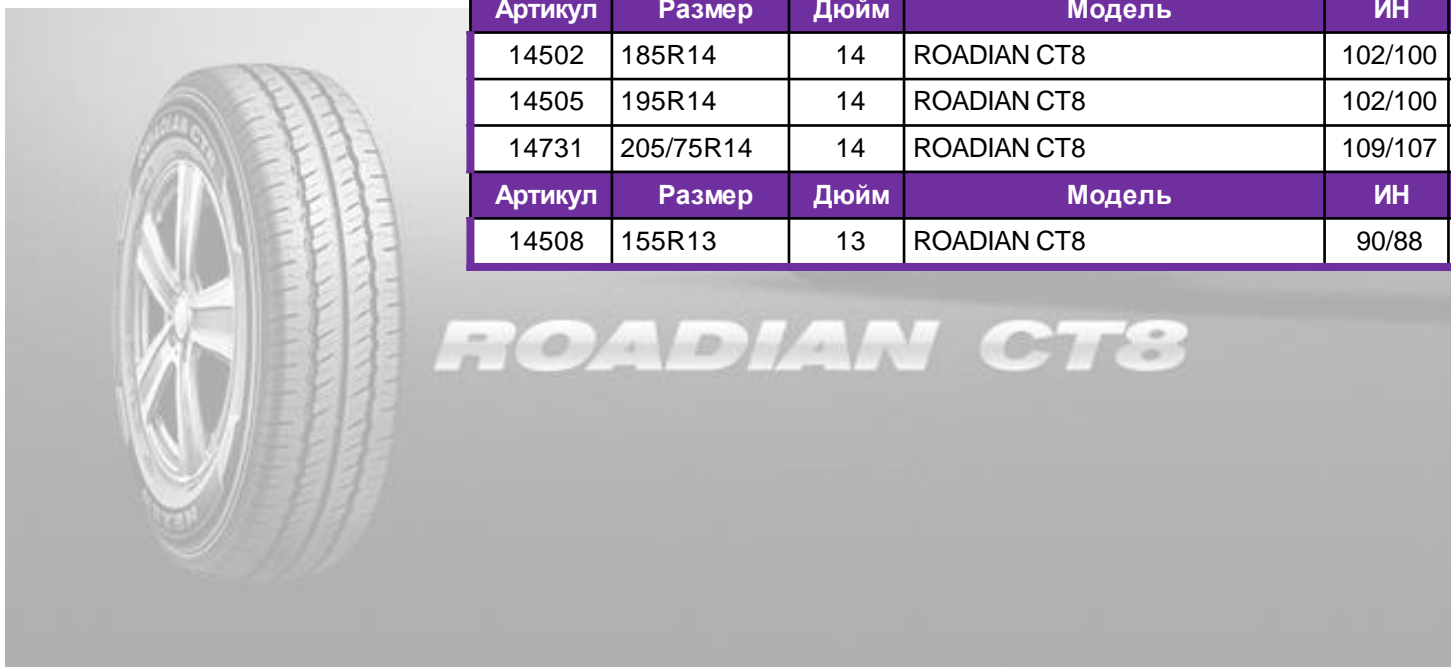 Артикул Размер Дюйм Модель ИН
14502 185R14 14 ROADIAN CT8 102/100
14505 195R14 14 ROADIAN CT8 102/100
14731 205/75R14 14 ROADIAN CT8 109/107
Артикул Размер Дюйм Модель ИН
14508 155R13 13 ROADIAN CT8 90/88
ROADIAN CT8
ROADIAN CT8